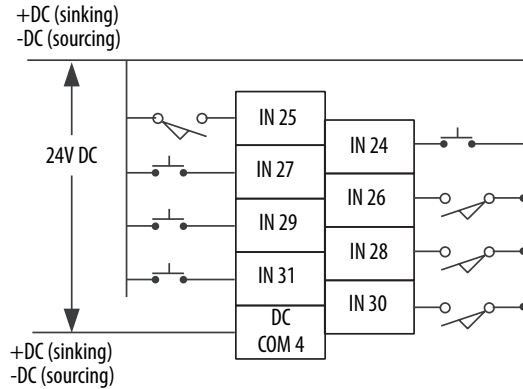 +DC (sinking)
-DC (sourcing)
24V DC
IN 25
IN 24
IN 27
IN 26
IN 29
IN 28
IN 31
IN 30
DC
COM 4
+DC (sinking)
-DC (sourcing)